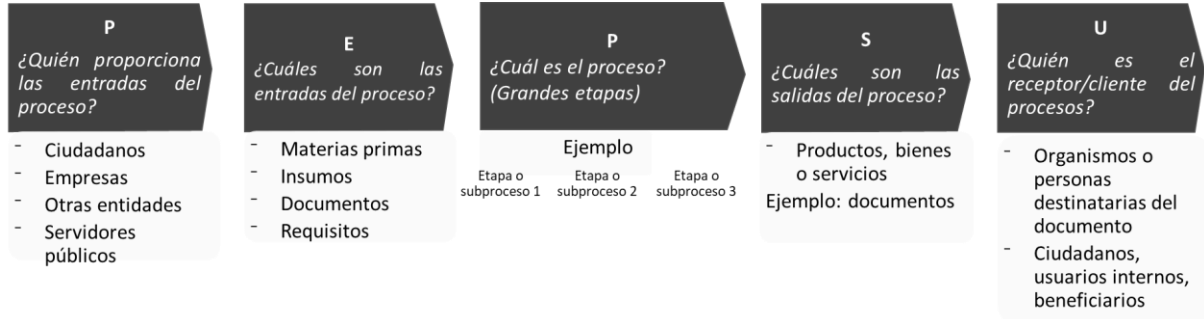 P
¿Quién proporciona
las entradas del
proceso?
- Ciudadanos
- Empresas
- Otras entidades
- Servidores
públicos
E
¿Cuáles son las
entradas del proceso?
- Materias primas
- Insumos
- Documentos
- Requisitos
P
¿Cuál es el proceso?
(Grandes etapas)
Ejemplo
Etapa o
subproceso 1
Etapa o
subproceso 2
Etapa o
subproceso 3
S
¿Cuáles son las
salidas del proceso?
- Productos, bienes
o servicios
Ejemplo: documentos
U
¿Quién es el
receptor/cliente del
procesos?
- Organismos o
personas
destinatarias del
documento
- Ciudadanos,
usuarios internos,
beneficiarios